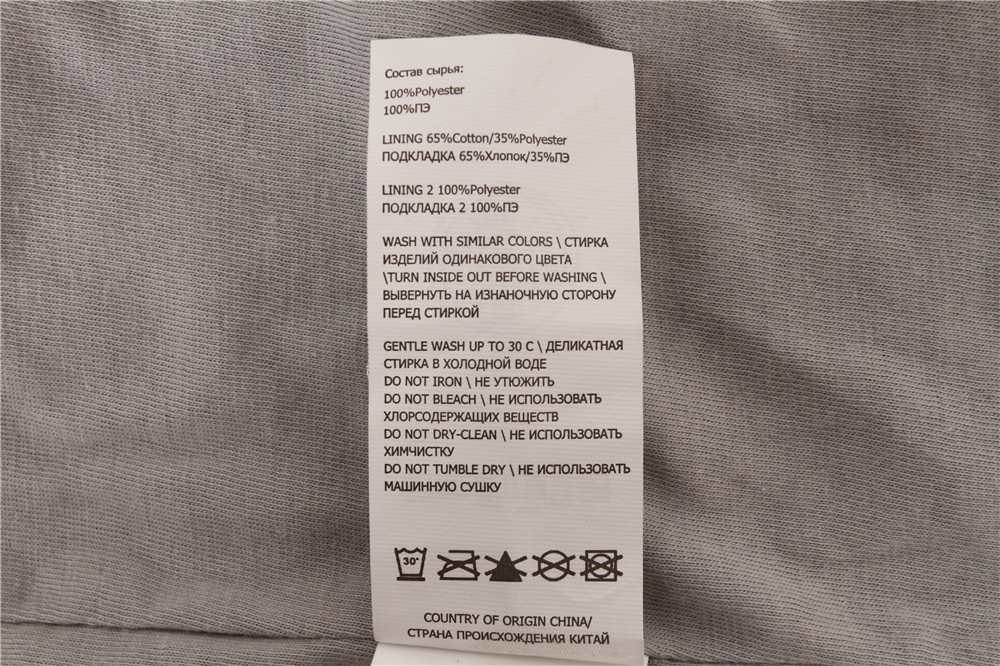 Состав сырья:
100%Polyester
100%ПЭ
LINING 65%Cotton/35%Polyester
ПОДКЛАДКА 65%Хлопок/35%ПЭ
LINING 2 100%Polyester
ПОДКЛАДКА 2 100%ПЭ
WASH WITH SIMILAR COLORS \ СТИРКА
ИЗДЕЛИЙ ОДИНАКОВОГО ЦВЕТА
\TURN INSIDE OUT BEFORE WASHING \
ВЫВЕРНУТЬ НА ИЗНАНОЧНУЮ СТОРОНУ
ПЕРЕД СТИРКОЙ
GENTLE WASH UP TO 30 C \ ДЕЛИКАТНАЯ
СТИРКА В ХОЛОДНОЙ ВОДЕ
DO NOT IRON \ НЕ УТЮЖИТЬ
DO NOT BLEACH \ НЕ ИСПОЛЬЗОВАТЬ
ХЛОРСОДЕРЖАЩИХ ВЕЩЕСТВ
DO NOT DRY-CLEAN \ НЕ ИСПОЛЬЗОВАТЬ
ХИМЧИСТКУ
DO NOT TUMBLE DRY \ НЕ ИСПОЛЬЗОВАТЬ
МАШИННУЮ СУШКУ
30°
COUNTRY OF ORIGIN CHINA/
СТРАНА ПРОИСХОЖДЕНИЯ КИТАЙ